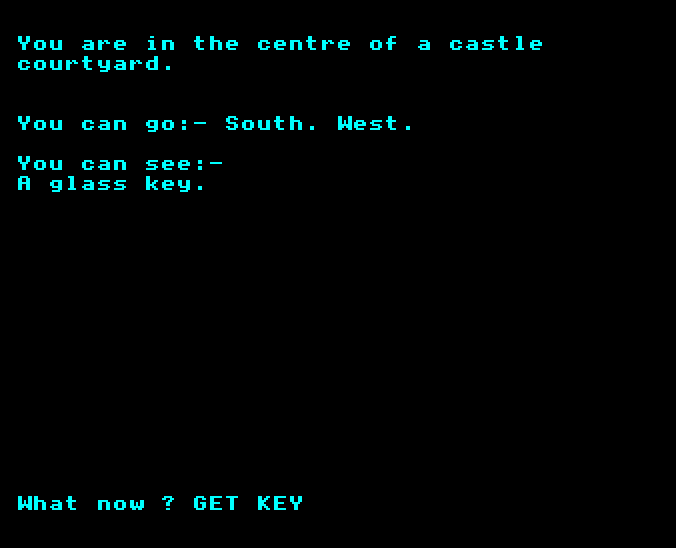 You are in the centre of a castle
courtyard.
You can go:- South. West.
You can see:-
A glass key.
What now ? GET KEY